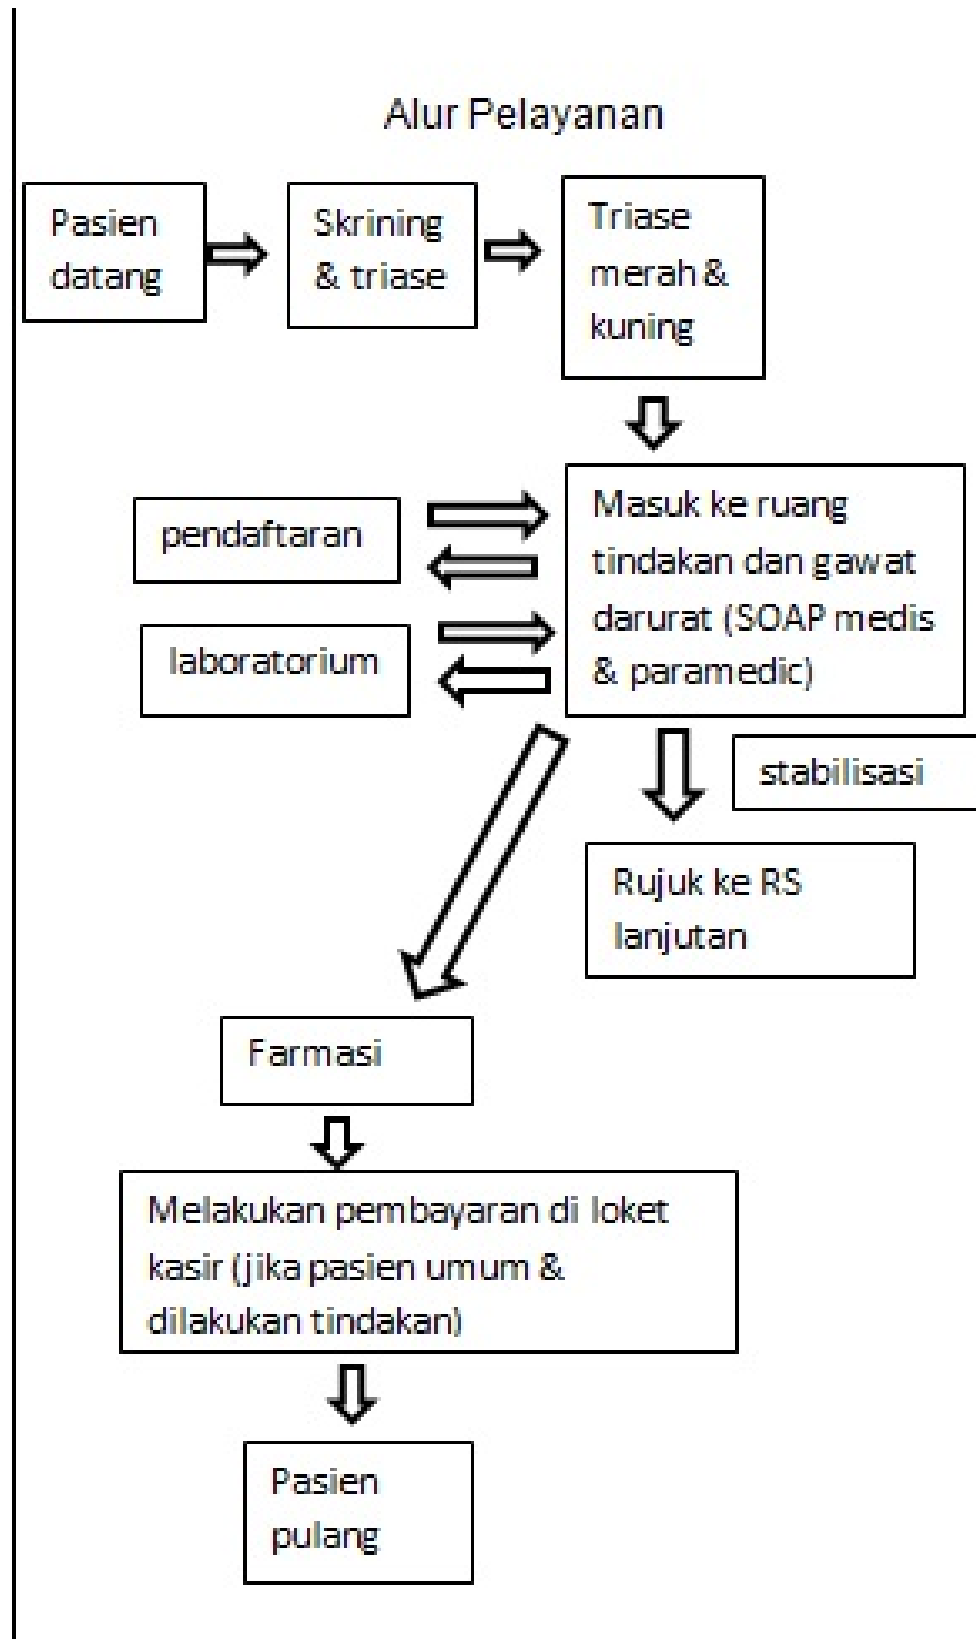 Alur Pelayanan
Pasien
datang
Skrining
& triase
Triase
merah &
kuning
pendaftaran
laboratorium
Masuk ke ruang
tindakan dan gawat
darurat (SOAP medis
& paramedic)
stabilisasi
Rujuk ke RS
lanjutan
Farmasi
Melakukan pembayaran di loket
kasir (jika pasien umum &
dilakukan tindakan)
Pasien
pulang